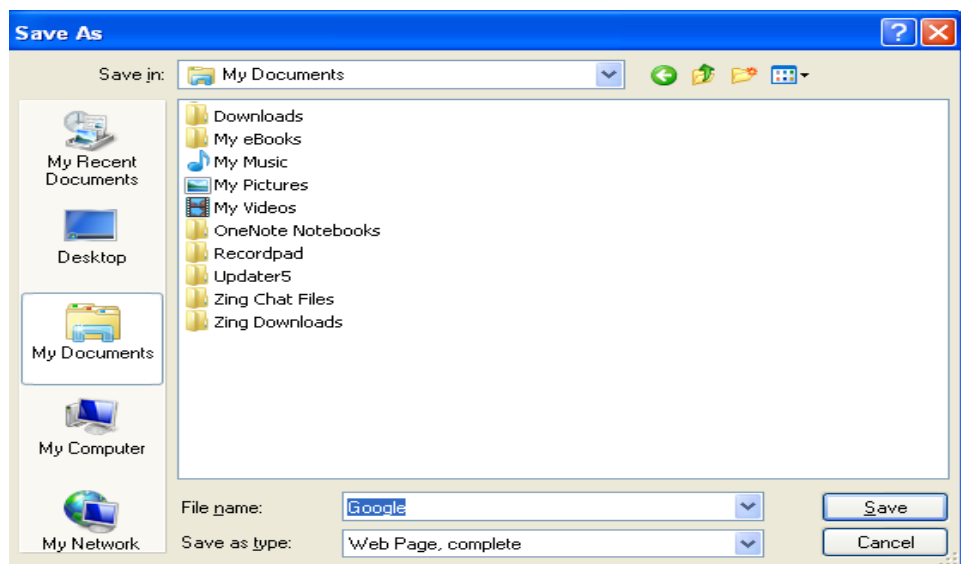 Save As
Save in:
My Documents
My Recent
Documents
Desktop
My Documents
My Computer
My Network
Downloads
My eBooks
My Music
My Pictures
My Videos
OneNote Notebooks
Recordpad
Updater5
Zing Chat Files
Zing Downloads
File name:
Google
Save
Save as type:
Web Page, complete
Cancel